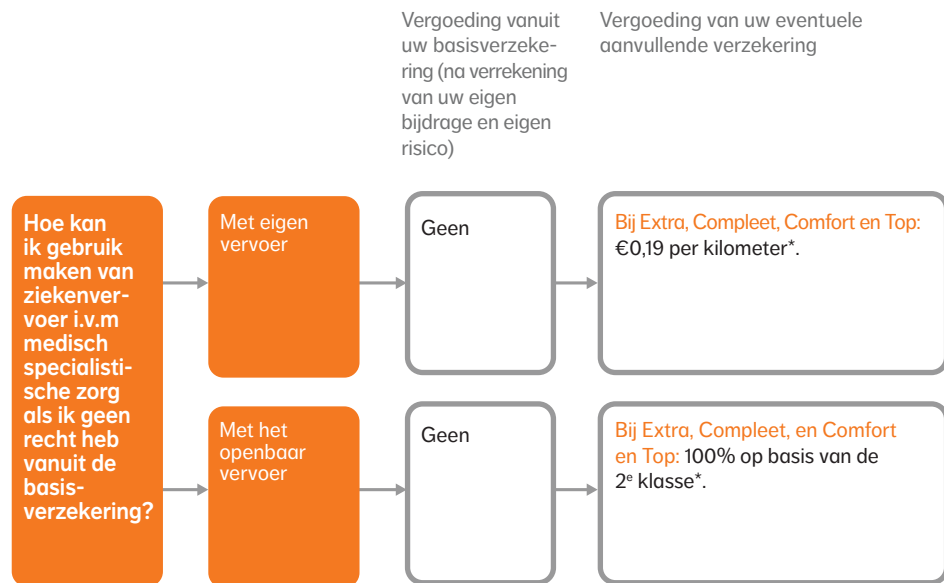 Vergoeding vanuit
uw basisverzeke-
ring (na verrekening
van uw eigen
bijdrage en eigen
risico)
Vergoeding van uw eventuele
aanvullende verzekering
Hoe kan
ik gebruik
maken van
ziekenver-
voer i.v.m
medisch
specialisti-
sche zorg
als ik geen
recht heb
vanuit de
basis-
verzekering?
Met eigen
vervoer
Geen
Bij Extra, Compleet, Comfort en Top:
€0,19 per kilometer*.
Met het
openbaar
vervoer
Geen
Bij Extra, Compleet, en Comfort
en Top: 100% op basis van de
2e klasse*.